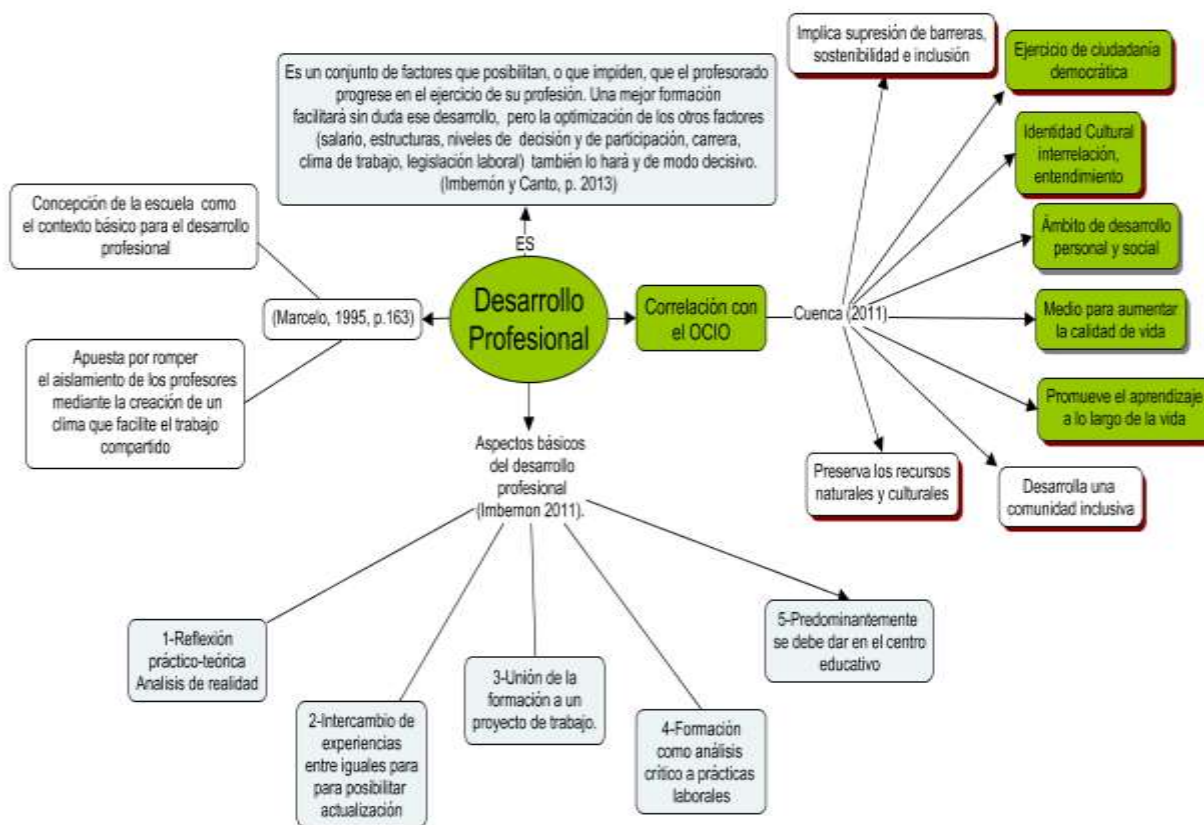 Implica supresión de barreras,
sostenibilidad e inclusión
Ejercicio de ciudadanía
democrática
Es un conjunto de factores que posibilitan, o que impiden, que el profesorado
progrese en el ejercicio de su profesión. Una mejor formación
facilitará sin duda ese desarrollo, pero la optimización de los otros factores
(salario, estructuras, niveles de decisión y de participación, carrera,
clima de trabajo, legislación laboral) también lo hará y de modo decisivo.
(Imbernón y Canto, p. 2013)
Identidad Cultural
interrelación,
entendimiento
Concepción de la escuela como
el contexto básico para el desarrollo
profesional
ES
Ámbito de desarrollo
personal y social
(Marcelo, 1995, p.163)
Desarrollo
Profesional
Correlación con
el OCIO
Cuenca (2011)
Medio para aumentar
la calidad de vida
Apuesta por romper
el aislamiento de los profesores
mediante la creación de un
clima que facilite el trabajo
compartido
Promueve el aprendizaje
a lo largo de la vida
Aspectos básicos
del desarrollo
profesional
(Imbernon 2011).
Preserva los recursos
naturales y culturales
Desarrolla una
comunidad inclusiva
1-Reflexión
práctico-teórica
Analisis de realidad
2-Intercambio de
experiencias
entre iguales para
para posibilitar
actualización
3-Unión de la
formación a un
proyecto de trabajo.
4-Formación
como análisis
crítico a prácticas
laborales
5-Predominantemente
se debe dar en el centro
educativo